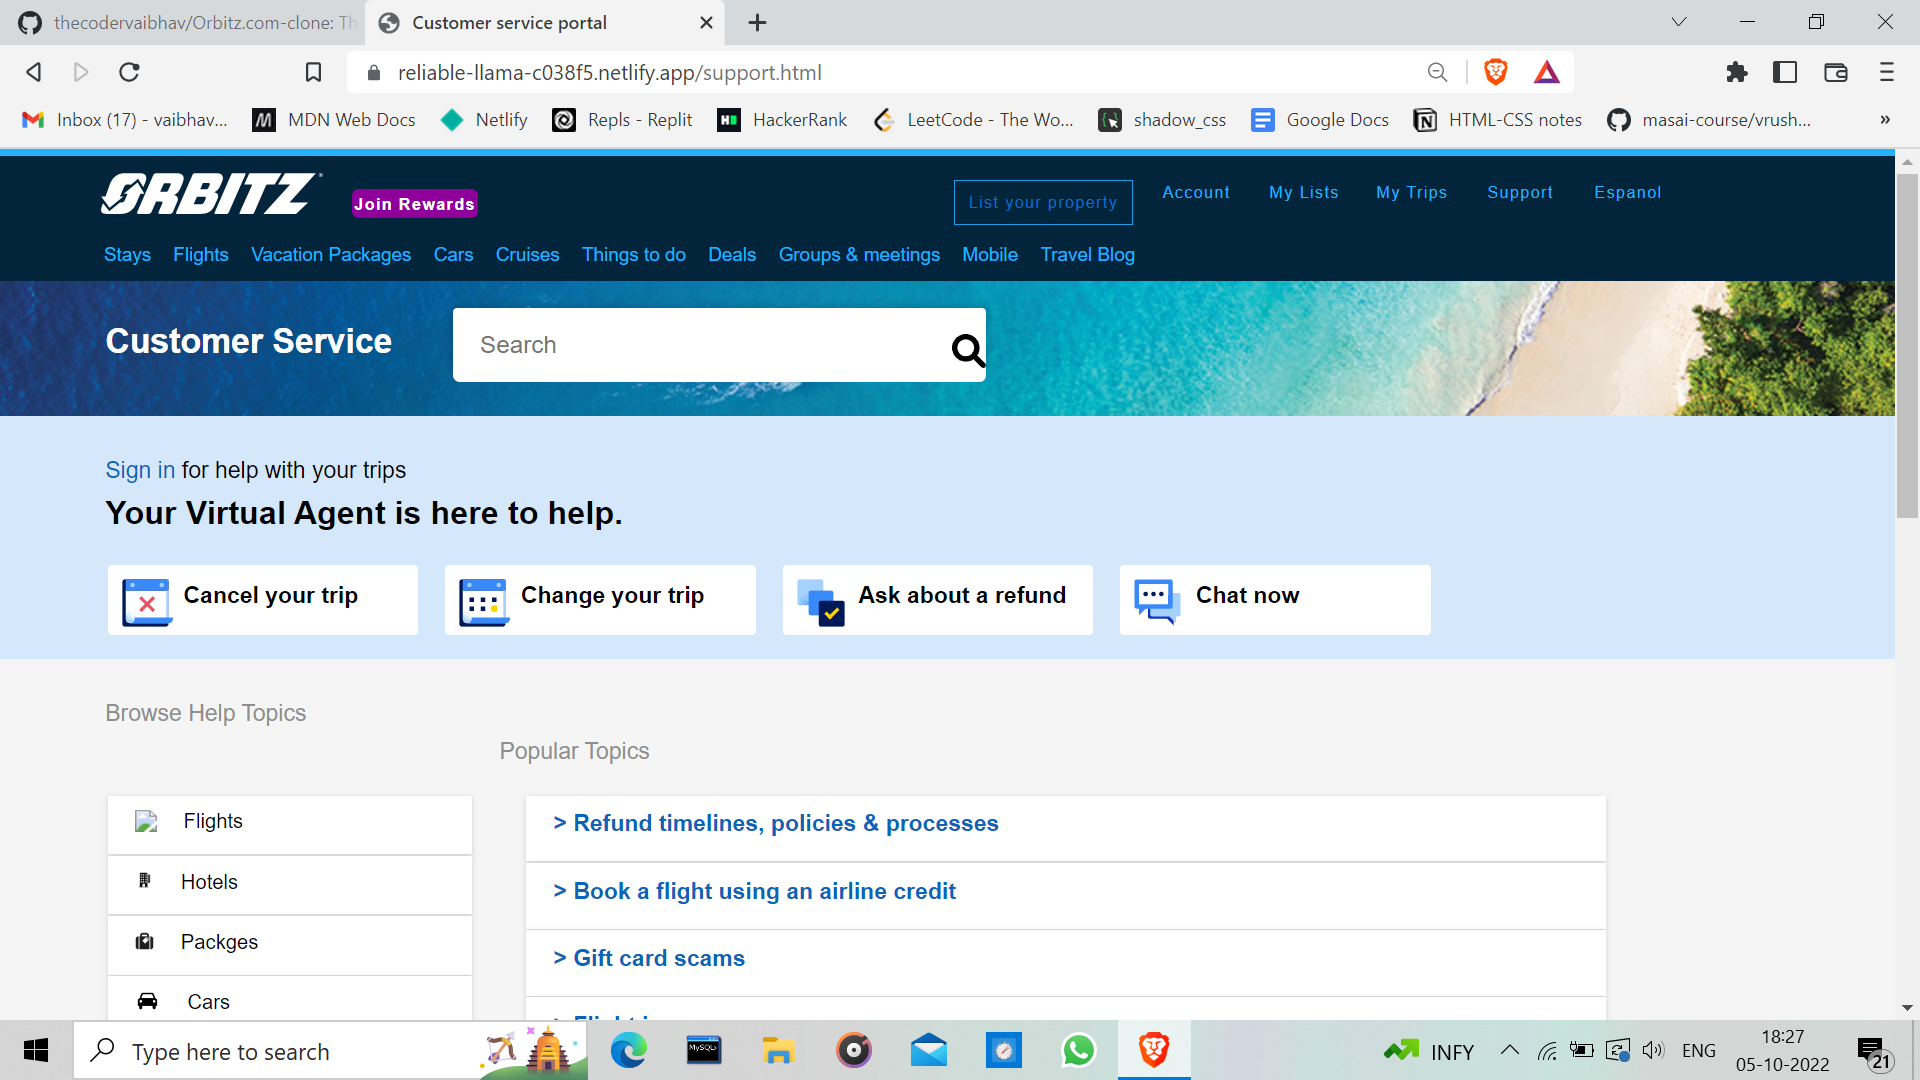 thecodervaibhav/Orbitz.com-clone: Th
Customer service portal
reliable-llama-c038f5.netlify.app/support.html
Inbox (17) - vaibhav...
MDN Web Docs
Netlify
Repls - Replit
HackerRank
LeetCode - The Wo...
shadow_css
Google Docs
HTML-CSS notes
masai-course/vrush...
»
ORBITZ
Join Rewards
List your property
Account
My Lists
My Trips
Support
Espanol
Stays
Flights
Vacation Packages
Cars
Cruises
Things to do
Deals
Groups & meetings
Mobile
Travel Blog
Customer Service
Search
Sign in for help with your trips
Your Virtual Agent is here to help.
Cancel your trip
Change your trip
Ask about a refund
Chat now
Browse Help Topics
Popular Topics
Flights
Hotels
Packges
Cars
> Refund timelines, policies & processes
> Book a flight using an airline credit
> Gift card scams
Type here to search
MySQL
INFY
ENG
18:27
05-10-2022
21